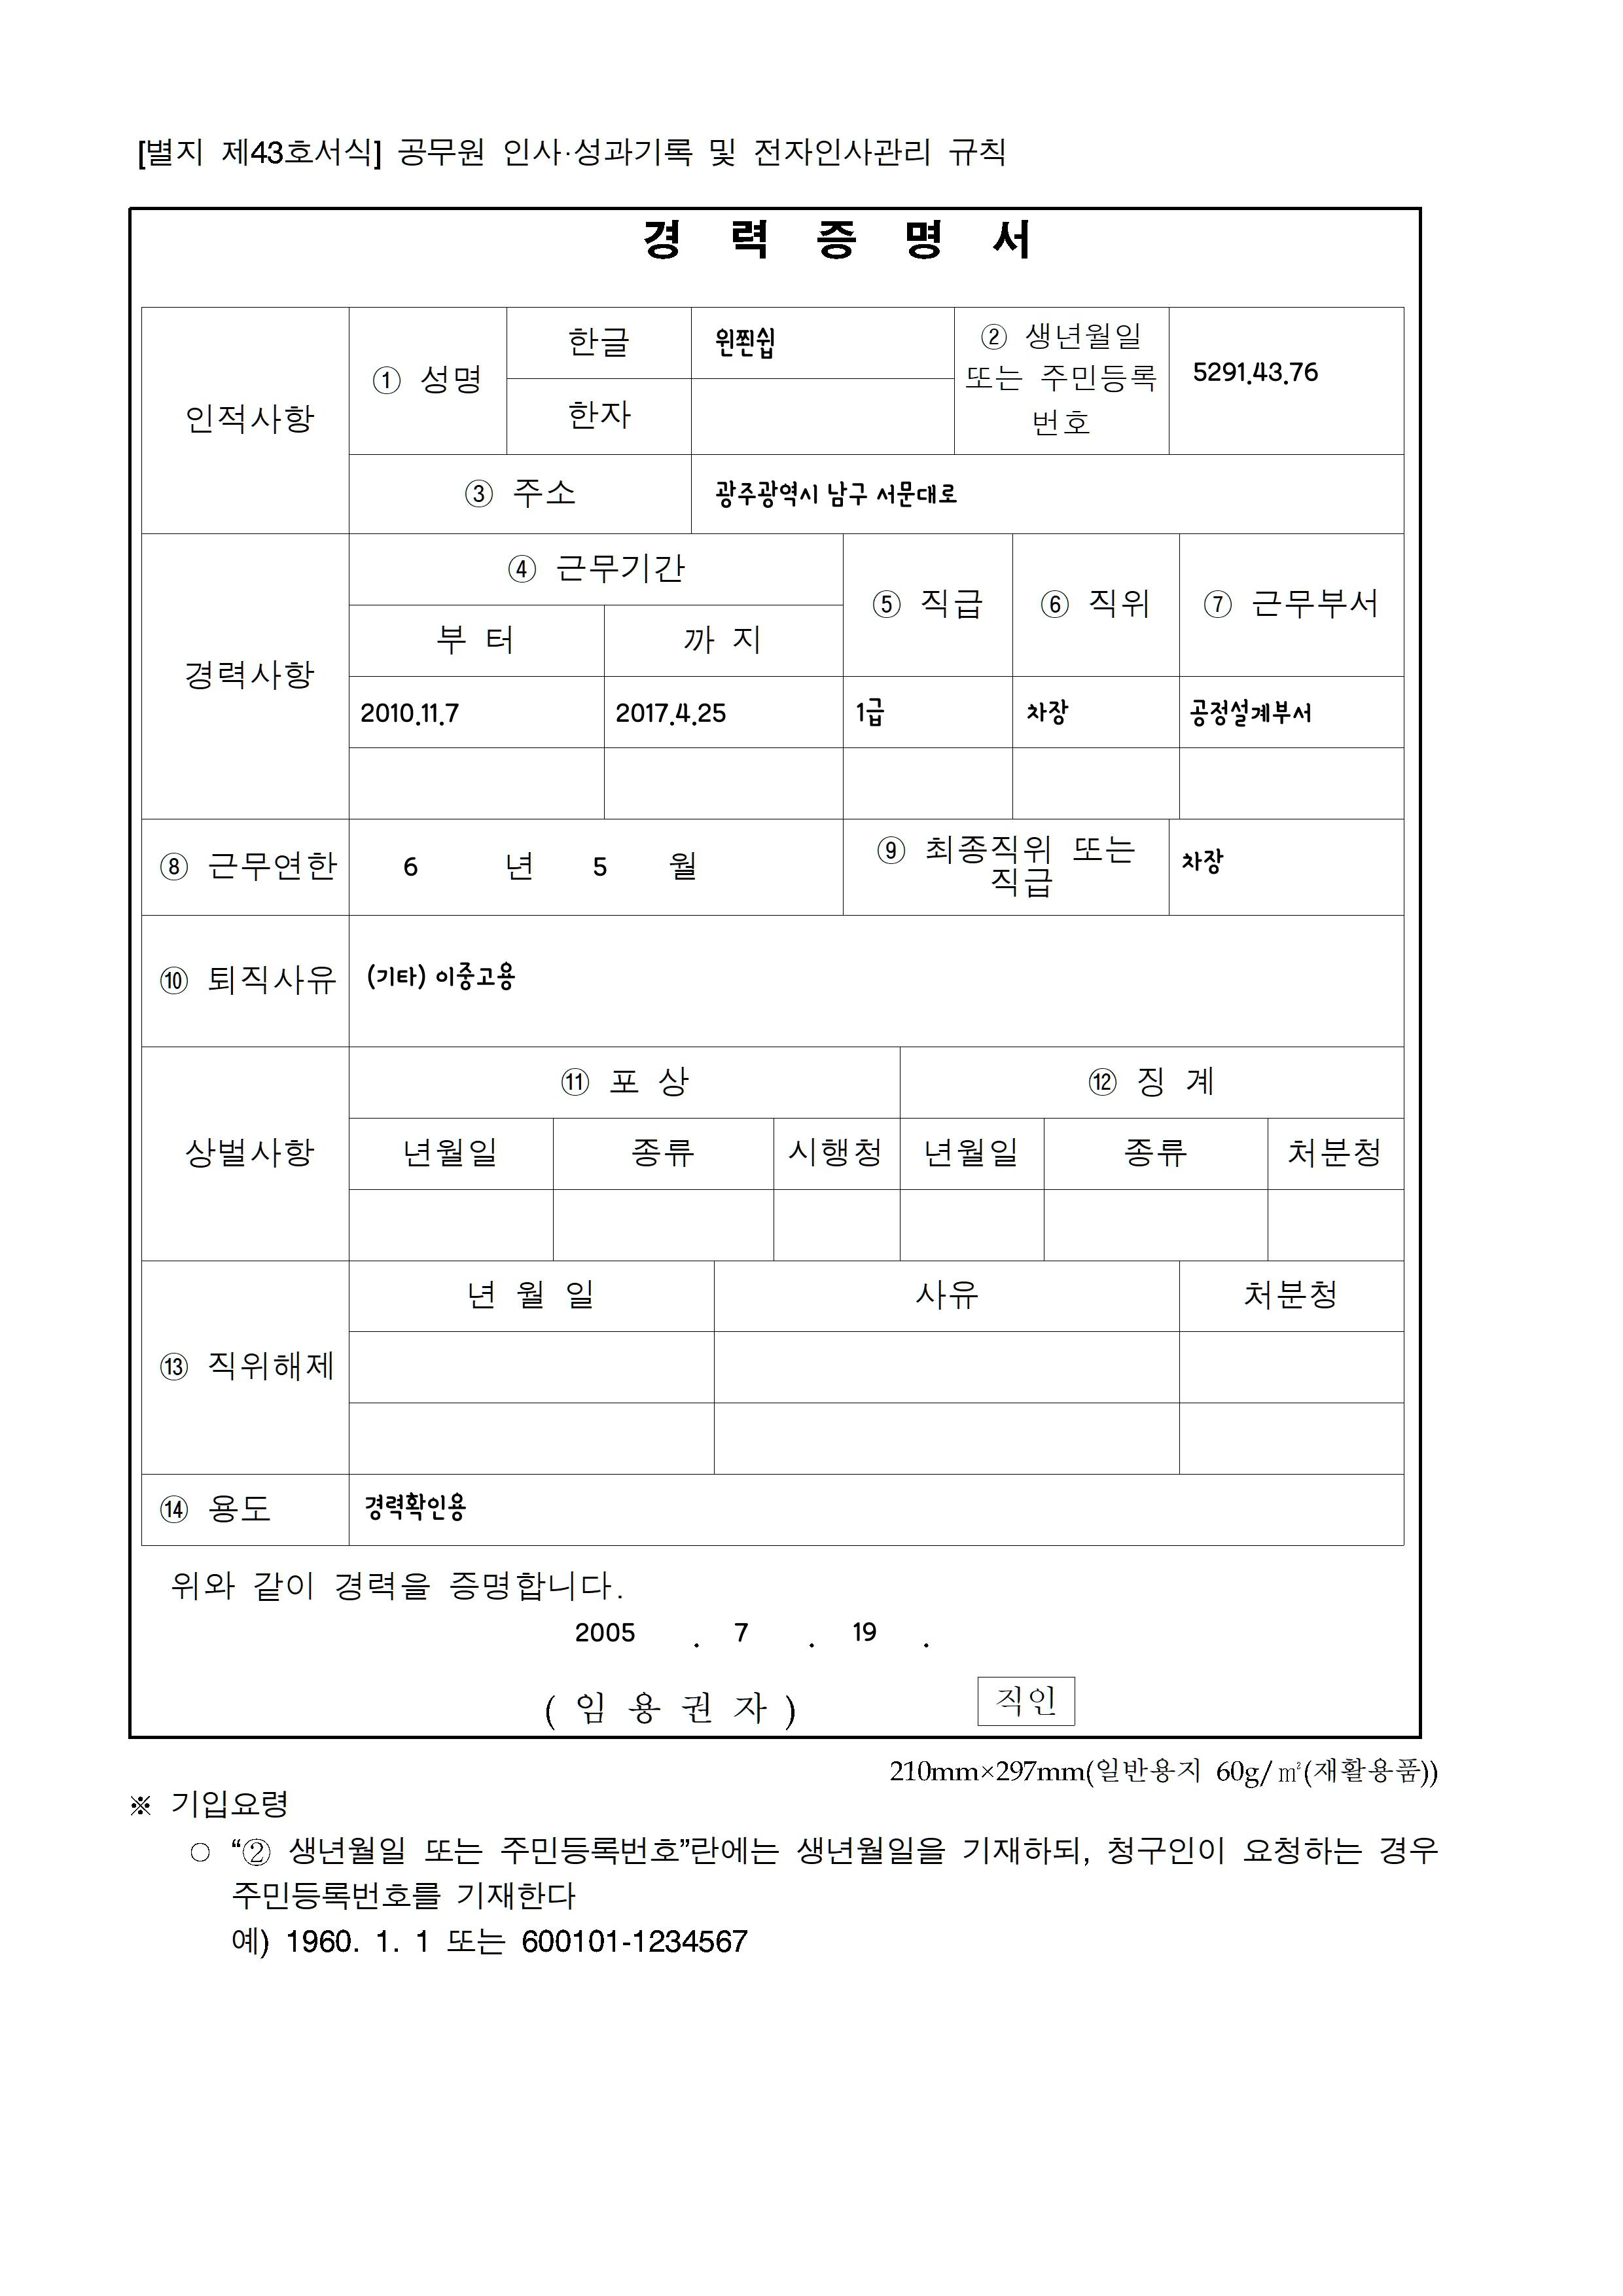 [별지 제43호서식] 공무원 인사·성과기록 및 전자인사관리 규칙
경 력 증 명 서
인적사항
① 성명
한글
윈쬔쉽
② 생년월일
또는 주민등록
번호
5291.43.76
한자
③ 주소
광주광역시 남구 서문대로
경력사항
④ 근무기간
⑤ 직급
⑥ 직위
⑦ 근무부서
부 터
까 지
2010.11.7
2017.4.25
1급
차장
공정설계부서
⑧ 근무연한
6 년 5 월
⑨ 최종직위 또는
직급
차장
⑩ 퇴직사유
(기타) 이중고용
상벌사항
⑪ 포 상
⑫ 징 계
년월일
종류
시행청
년월일
종류
처분청
⑬ 직위해제
년 월 일
사유
처분청
⑭ 용도
경력확인용
위와 같이 경력을 증명합니다.
2005 . 7 . 19 .
( 임 용 권 자 )
직인
210mm×297mm(일반용지 60g/㎡(재활용품))
※ 기입요령
○ “② 생년월일 또는 주민등록번호”란에는 생년월일을 기재하되, 청구인이 요청하는 경우
주민등록번호를 기재한다
예) 1960. 1. 1 또는 600101-1234567